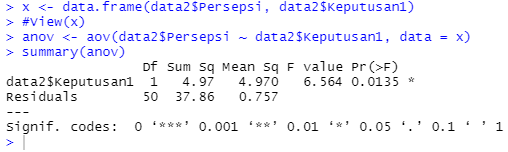 > x <- data.frame(data2$Persepsi, data2$Keputusan1)
> #View(x)
> anov <- aov(data2$Persepsi ~ data2$Keputusan1, data = x)
> summary(anov)
                 Df Sum Sq Mean Sq F value Pr(>F)
data2$Keputusan1  1   4.97   4.970   6.564 0.0135 *
Residuals        50  37.86   0.757
---
Signif. codes:  0 ‘***’ 0.001 ‘**’ 0.01 ‘*’ 0.05 ‘.’ 0.1 ‘ ’ 1
>